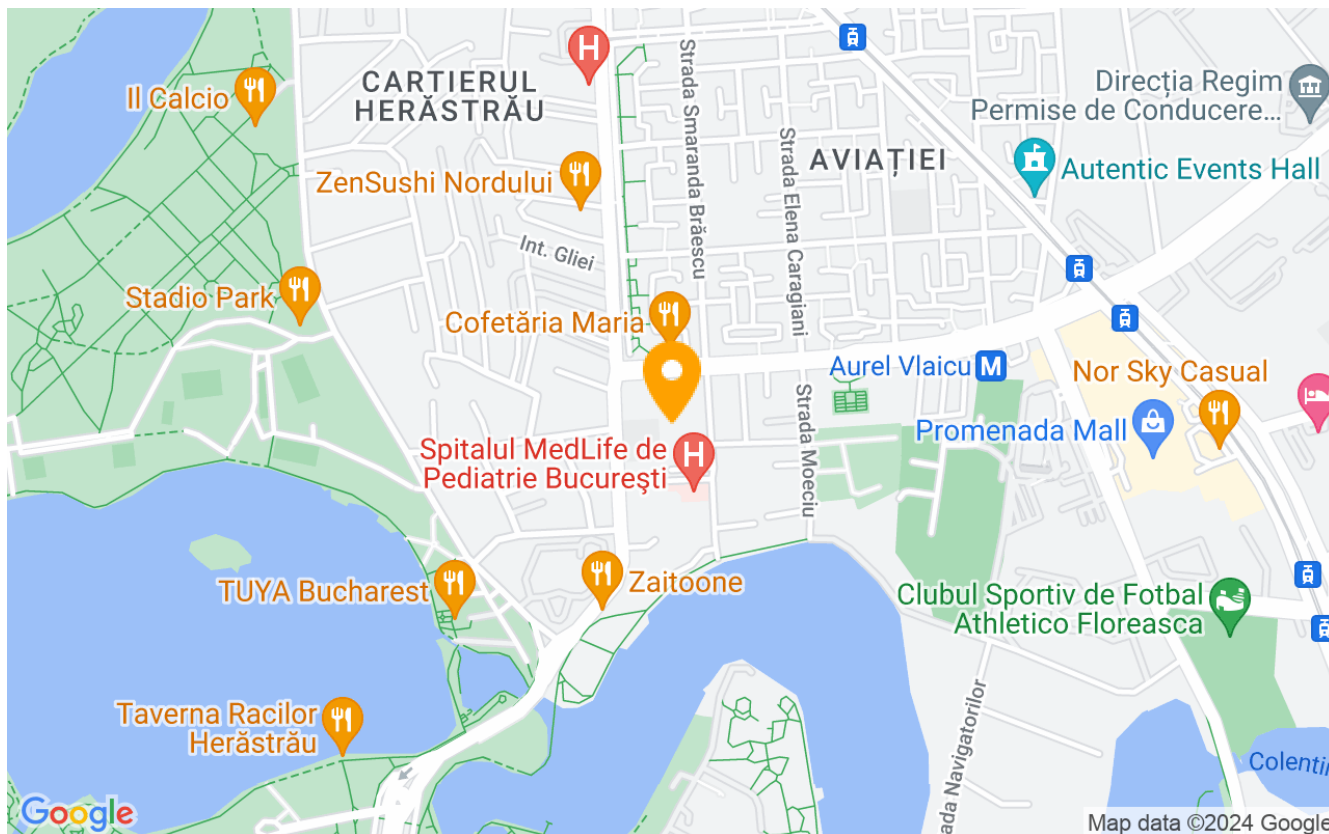 Il Calcio
CARTIERUL
HERĂSTRĂU
H
Strada Smaranda Brăescu
Direcția Regim
Permise de Conducere...
ZenSushi Nordului
Strada Elena Caragiani
AVIAȚIEI
Autentic Events Hall
Int. Gliei
Stadio Park
Cofetăria Maria
Aurel Vlaicu
M
Nor Sky Casual
Strada Moeciu
Promenada Mall
Spitalul MedLife de
Pediatrie Bucureşti
H
TUYA Bucharest
Zaitoone
Clubul Sportiv de Fotbal
Athletico Floreasca
Taverna Racilor
Herăstrău
ada Navigatorilor
Colentin
Google
Map data ©2024 Google